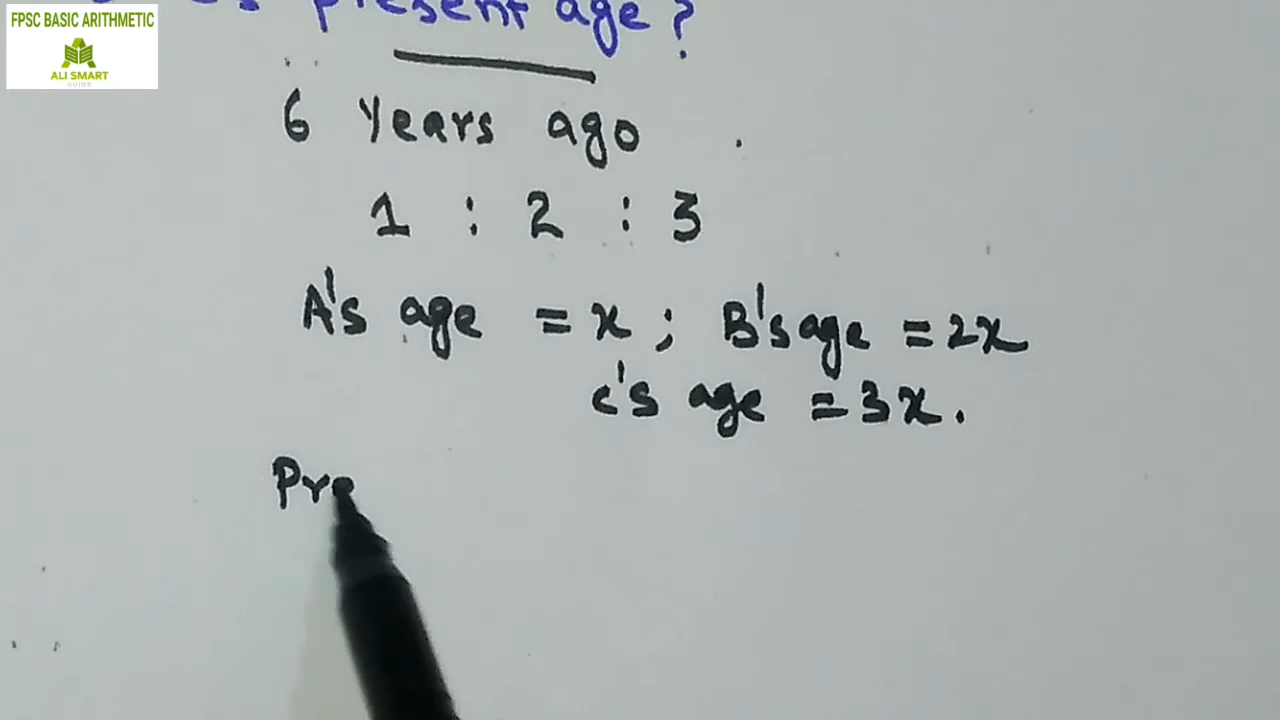 FPSC BASIC ARITHMETIC
ALI SMART
GUIDE
present age?
6 Years ago
1 : 2 : 3
A's age = x; B's age = 2x
C's age = 3x.
Pre